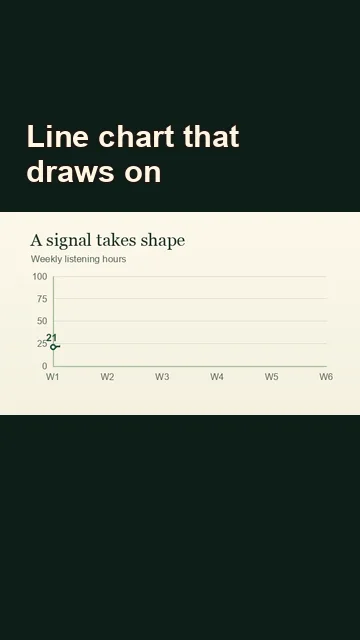 Line chart that
draws on
A signal takes shape
Weekly listening hours
100
75
50
21
25
0
W1 W2 W3 W4 W5 W6